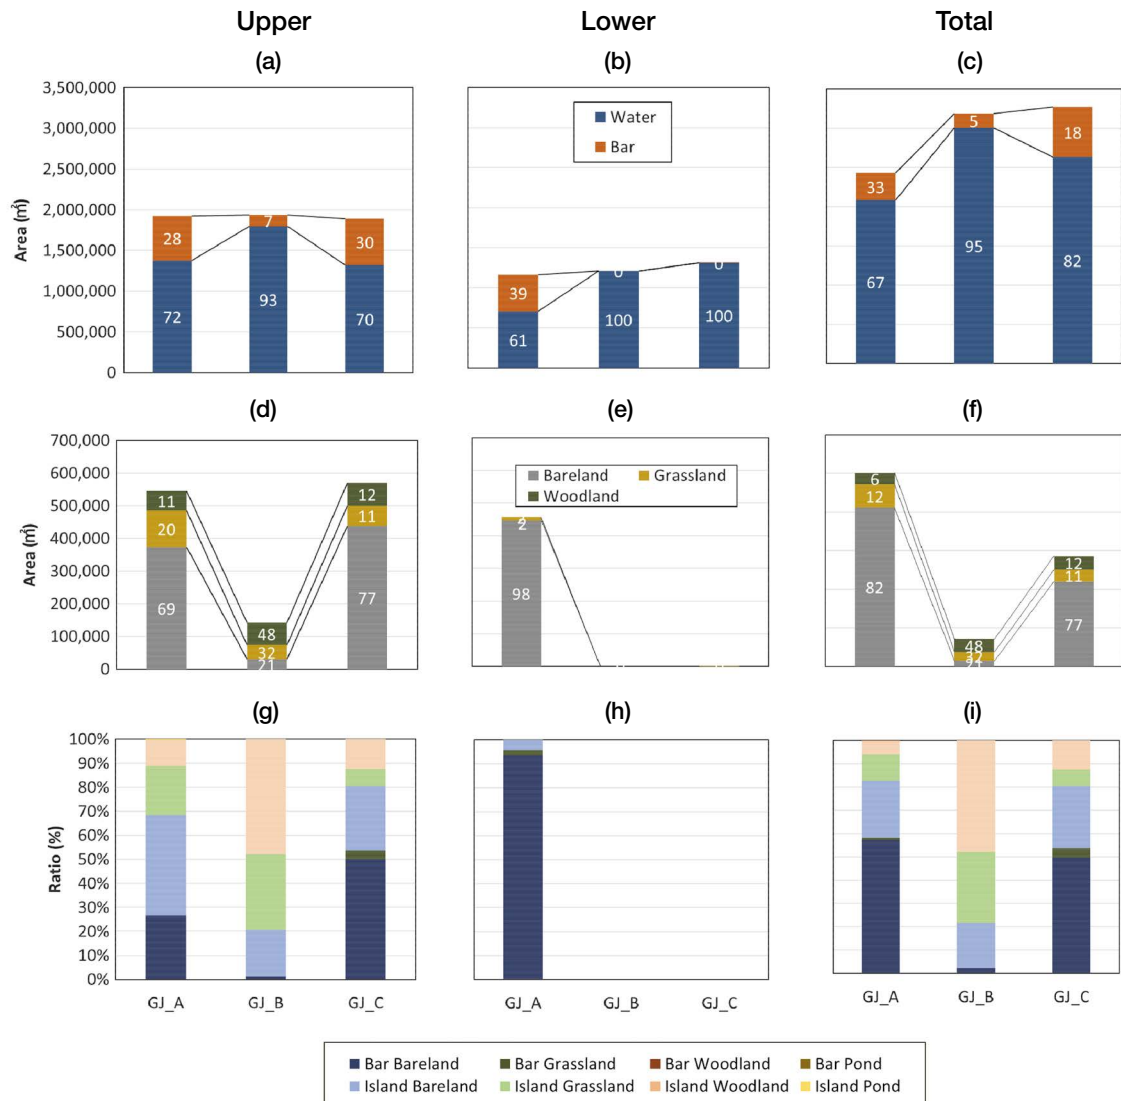 Upper Lower Total
(a) (b) (c)
3,500,000
3,000,000
2,500,000
2,000,000
1,500,000
1,000,000
500,000
0
Area (㎡)
28 7 30
72 93 70
Water
Bar
39 0 0
61 100 100
33 5 18
67 95 82
(d) (e) (f)
700,000
600,000
500,000
400,000
300,000
200,000
100,000
0
Area (㎡)
11 48 12
20 32 11
69 21 77
Bareland Grassland
Woodland
2
98
6 48 12
12 32 11
82 21 77
(g) (h) (i)
100%
90%
80%
70%
60%
50%
40%
30%
20%
10%
0%
Ratio (%)
GJ_A GJ_B GJ_C GJ_A GJ_B GJ_C GJ_A GJ_B GJ_C
Bar Bareland Bar Grassland Bar Woodland Bar Pond
Island Bareland Island Grassland Island Woodland Island Pond